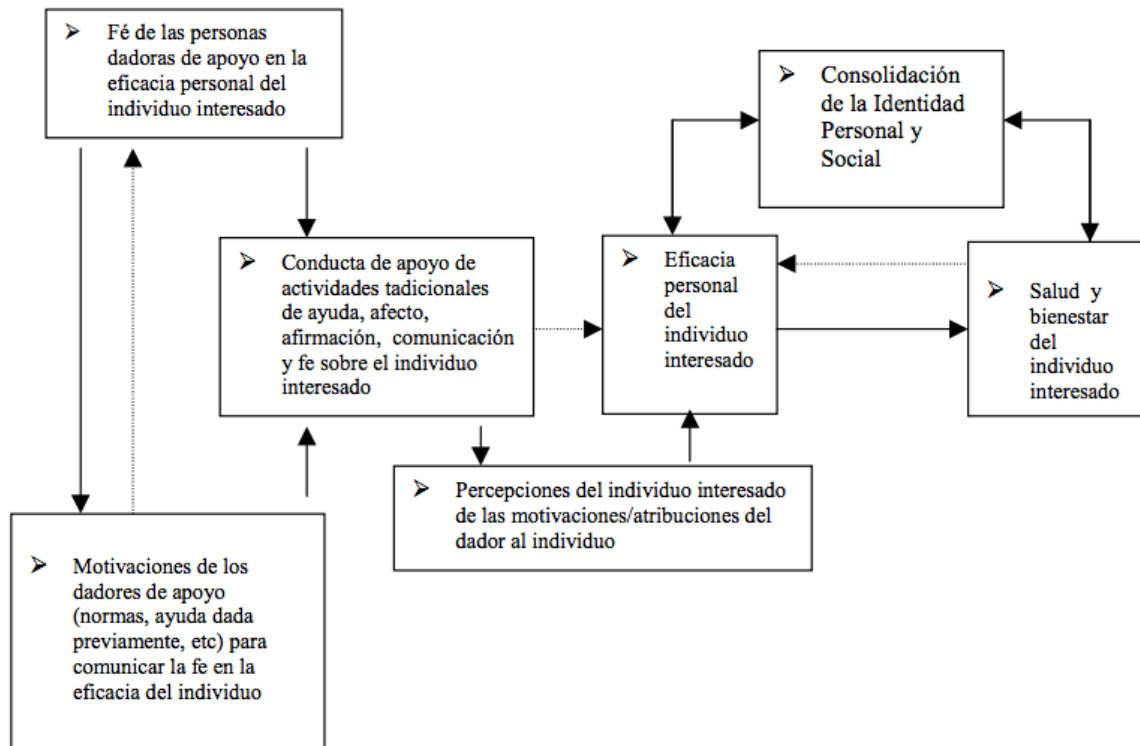 ➢ Fé de las personas
dadoras de apoyo en la
eficacia personal del
individuo interesado
➢ Consolidación
de la Identidad
Personal y
Social
➢ Conducta de apoyo de
actividades tadicionales
de ayuda, afecto,
afirmación, comunicación
y fe sobre el individuo
interesado
➢ Eficacia
personal
del
individuo
interesado
➢ Salud y
bienestar
del
individuo
interesado
➢ Percepciones del individuo interesado
de las motivaciones/atribuciones del
dador al individuo
➢ Motivaciones de los
dadores de apoyo
(normas, ayuda dada
previamente, etc) para
comunicar la fe en la
eficacia del individuo